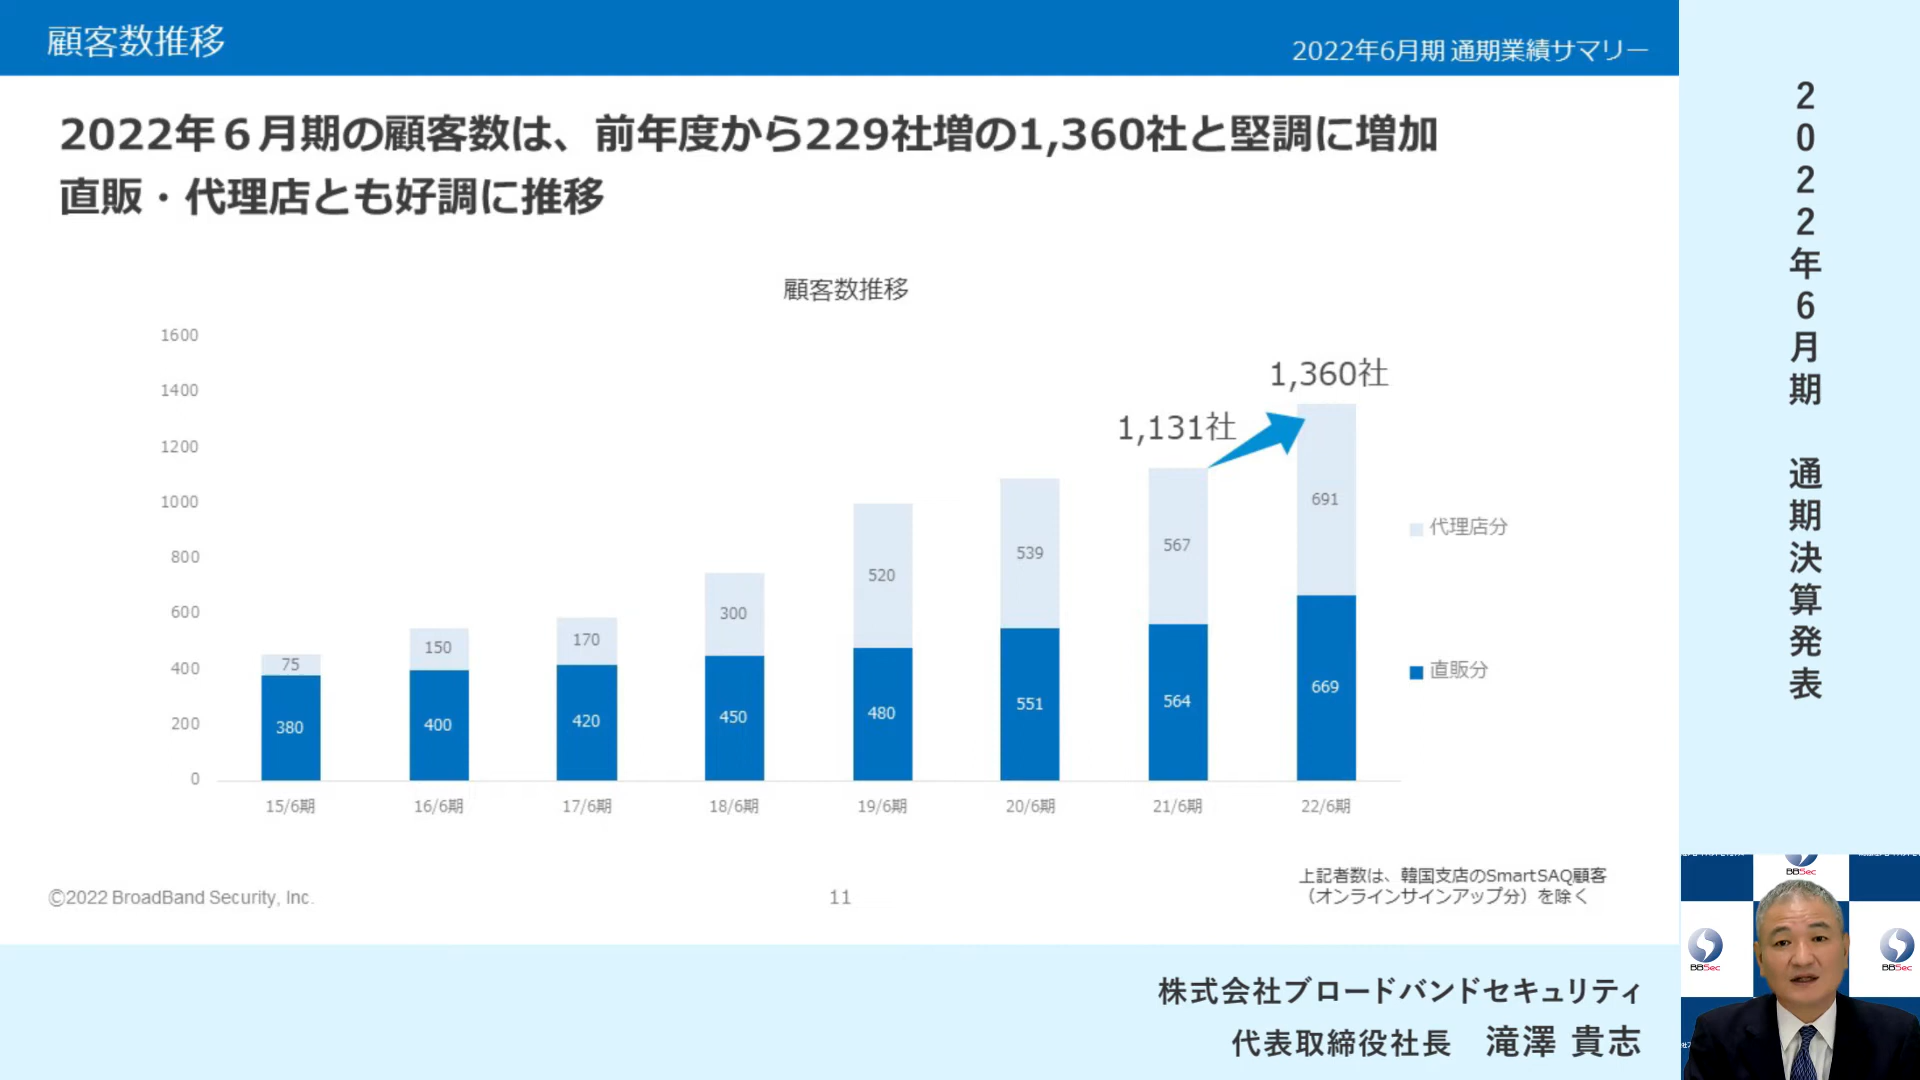 顧客数推移
2022年6月期 通期業績サマリー
2022年６月期の顧客数は、前年度から229社増の1,360社と堅調に増加
直販・代理店とも好調に推移
顧客数推移
1600
1400
1200
1000
800
600
400
200
0
1,131社
1,360社
75
150
170
300
520
539
567
691
380
400
420
450
480
551
564
669
15/6期
16/6期
17/6期
18/6期
19/6期
20/6期
21/6期
22/6期
代理店分
直販分
上記者数は、韓国支店のSmartSAQ顧客
（オンラインサインアップ分）を除く
©2022 BroadBand Security, Inc.
11
2022年6月期　通期決算発表
株式会社ブロードバンドセキュリティ
代表取締役社長　滝澤 貴志
BBSec
BBSec
BBSec